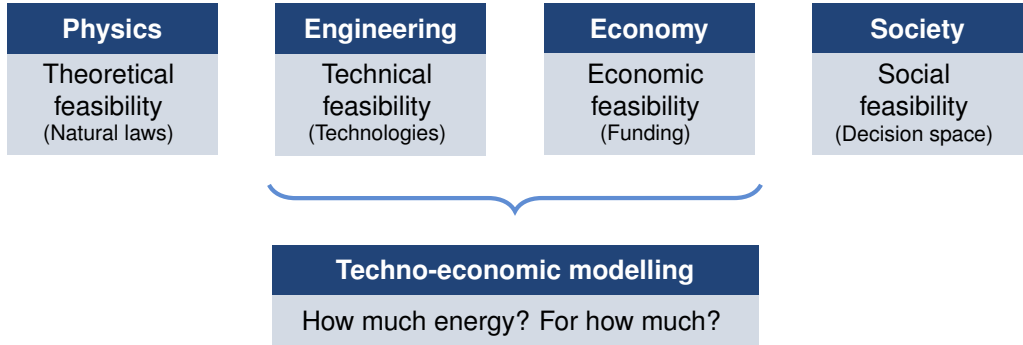 Physics
Theoretical
feasibility
(Natural laws)
Engineering
Technical
feasibility
(Technologies)
Economy
Economic
feasibility
(Funding)
Society
Social
feasibility
(Decision space)
Techno-economic modelling
How much energy? For how much?